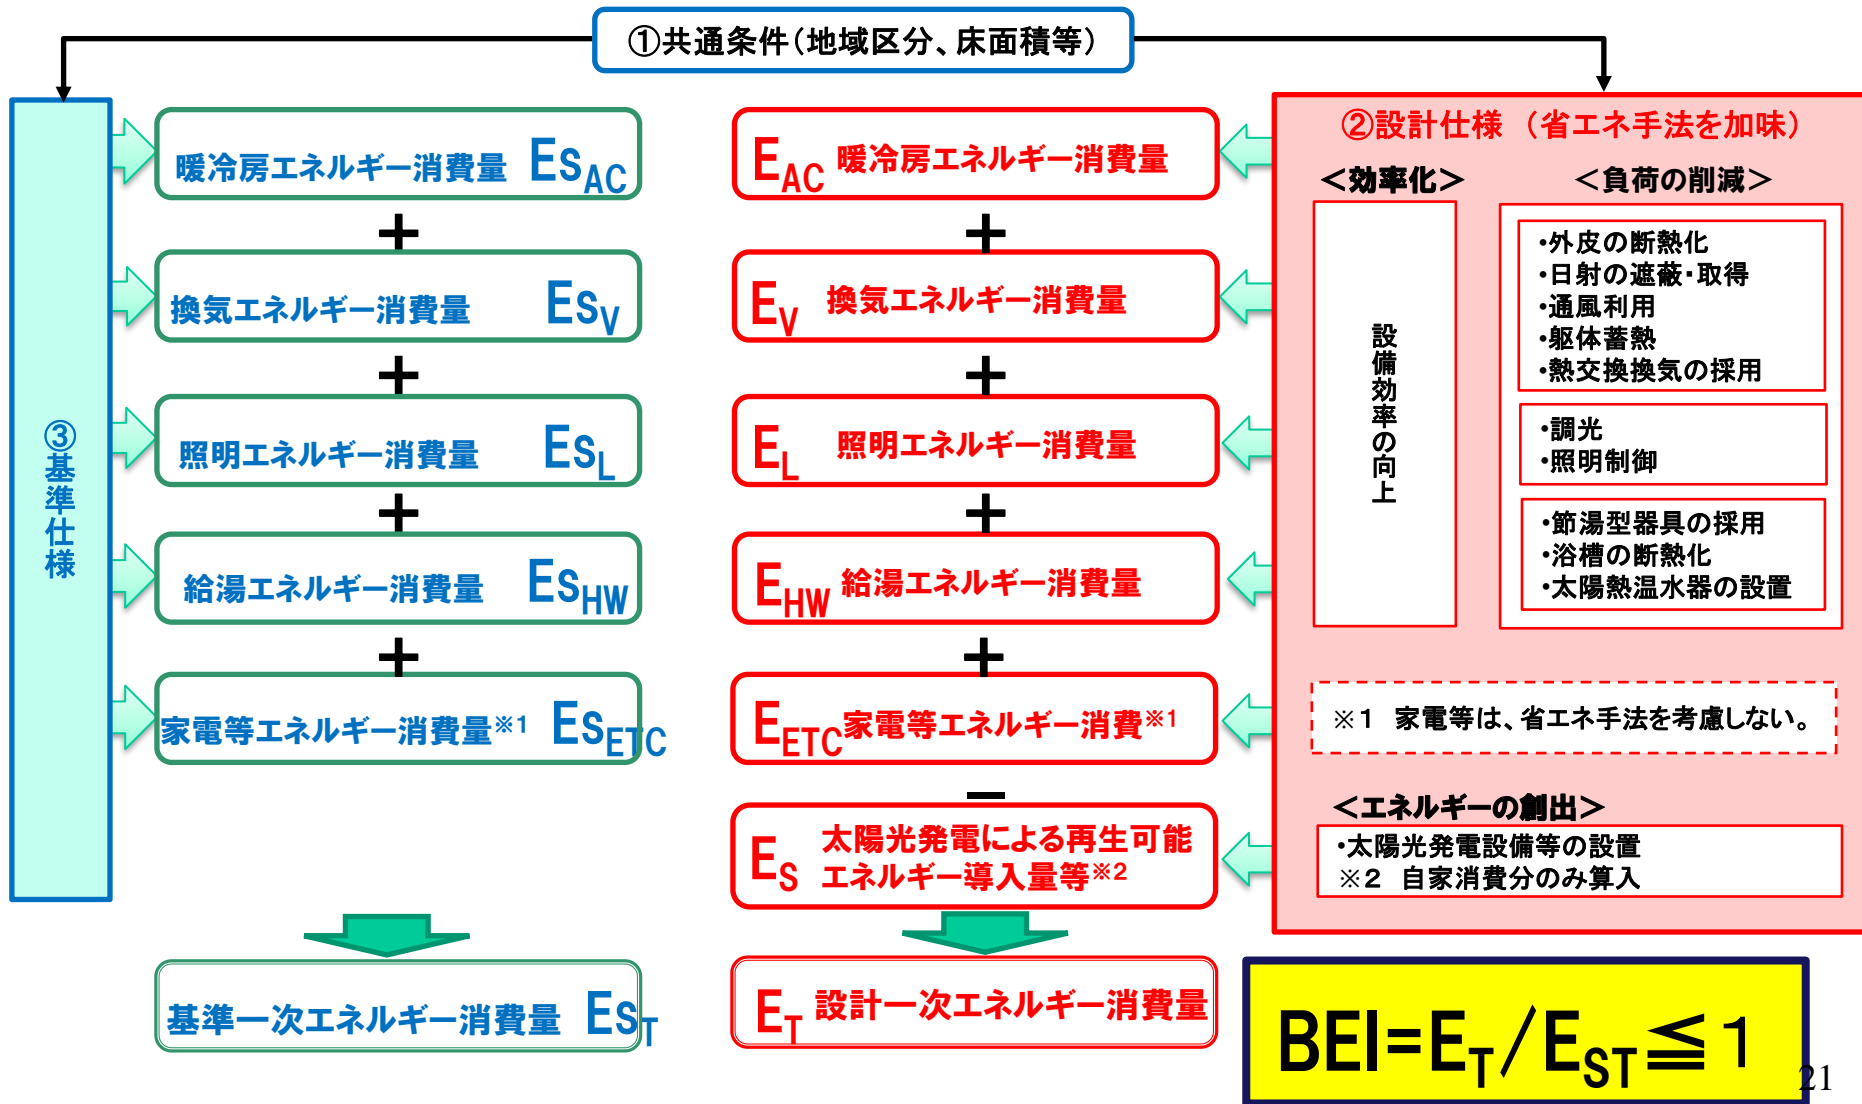 ①共通条件(地域区分、床面積等)
③基準仕様
暖冷房エネルギー消費量 EsAC
+
換気エネルギー消費量 EsV
+
照明エネルギー消費量 EsL
+
給湯エネルギー消費量 EsHW
+
家電等エネルギー消費量※1 EsETC
基準一次エネルギー消費量 EsT
EAC 暖冷房エネルギー消費量
+
EV 換気エネルギー消費量
+
EL 照明エネルギー消費量
+
EHW 給湯エネルギー消費量
+
EETC 家電等エネルギー消費※1
−
ES 太陽光発電による再生可能
エネルギー導入量等※2
ET 設計一次エネルギー消費量
②設計仕様 (省エネ手法を加味)
<効率化>
設備効率の向上
<負荷の削減>
・外皮の断熱化
・日射の遮蔽・取得
・通風利用
・躯体蓄熱
・熱交換換気の採用
・調光
・照明制御
・節湯型器具の採用
・浴槽の断熱化
・太陽熱温水器の設置
※1 家電等は、省エネ手法を考慮しない。
<エネルギーの創出>
・太陽光発電設備等の設置
※2 自家消費分のみ算入
BEI=ET/EST≦1
21